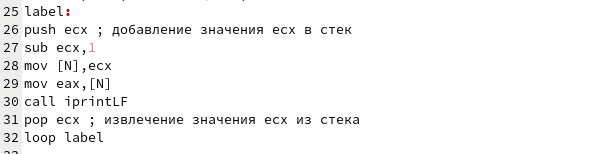 25 label:
26 push ecx ; добавление значения ecx в стек
27 sub ecx,1
28 mov [N],ecx
29 mov eax,[N]
30 call iprintLF
31 pop ecx ; извлечение значения ecx из стека
32 loop label